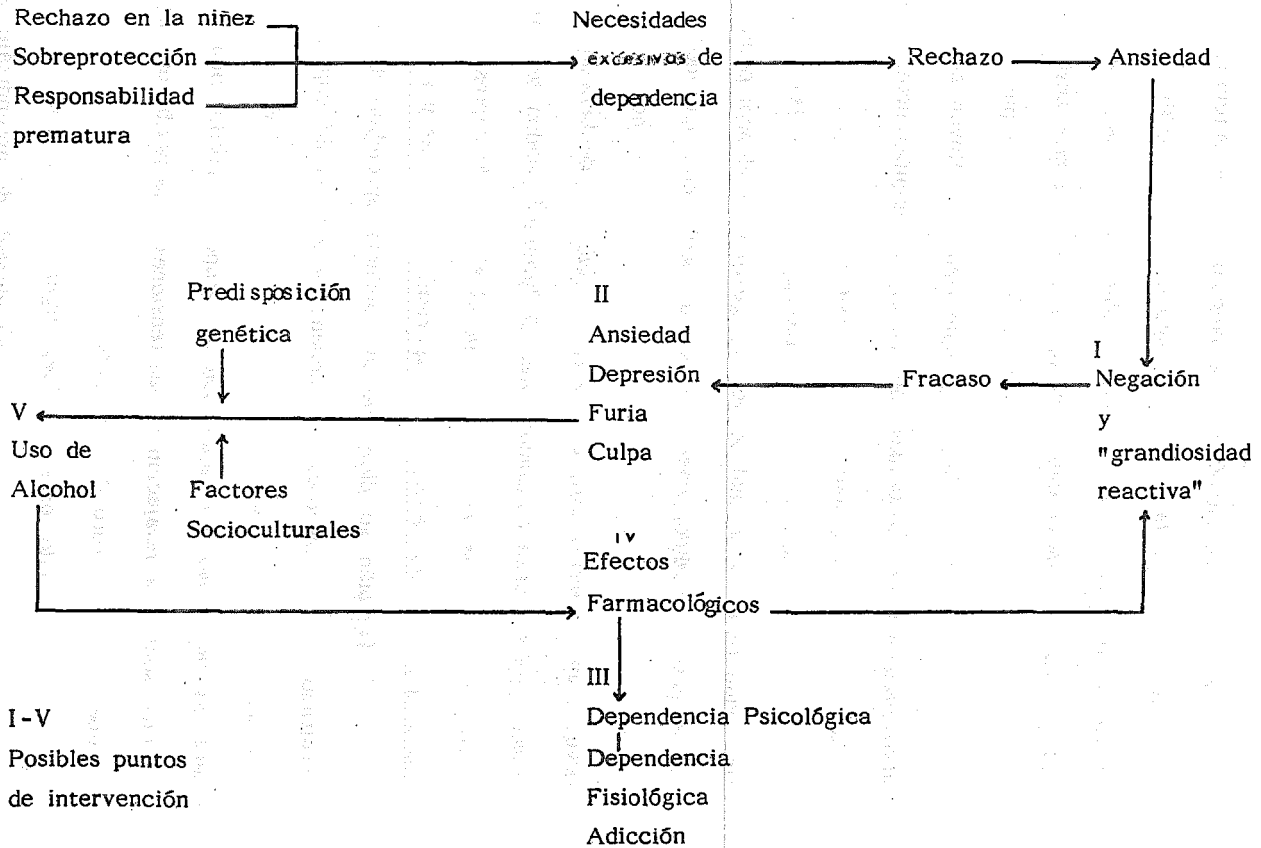 Rechazo en la niñez
Sobreprotección
Responsabilidad
prematura
Necesidades
excesivas de
dependencia
Rechazo
Ansiedad
I
Negación
y
"grandiosidad
reactiva"
Fracaso
II
Ansiedad
Depresión
Furia
Culpa
Predisposición
genética
Factores
Socioculturales
V
Uso de
Alcohol
IV
Efectos
Farmacológicos
III
Dependencia Psicológica
Dependencia
Fisiológica
Adicción
I-V
Posibles puntos
de intervención